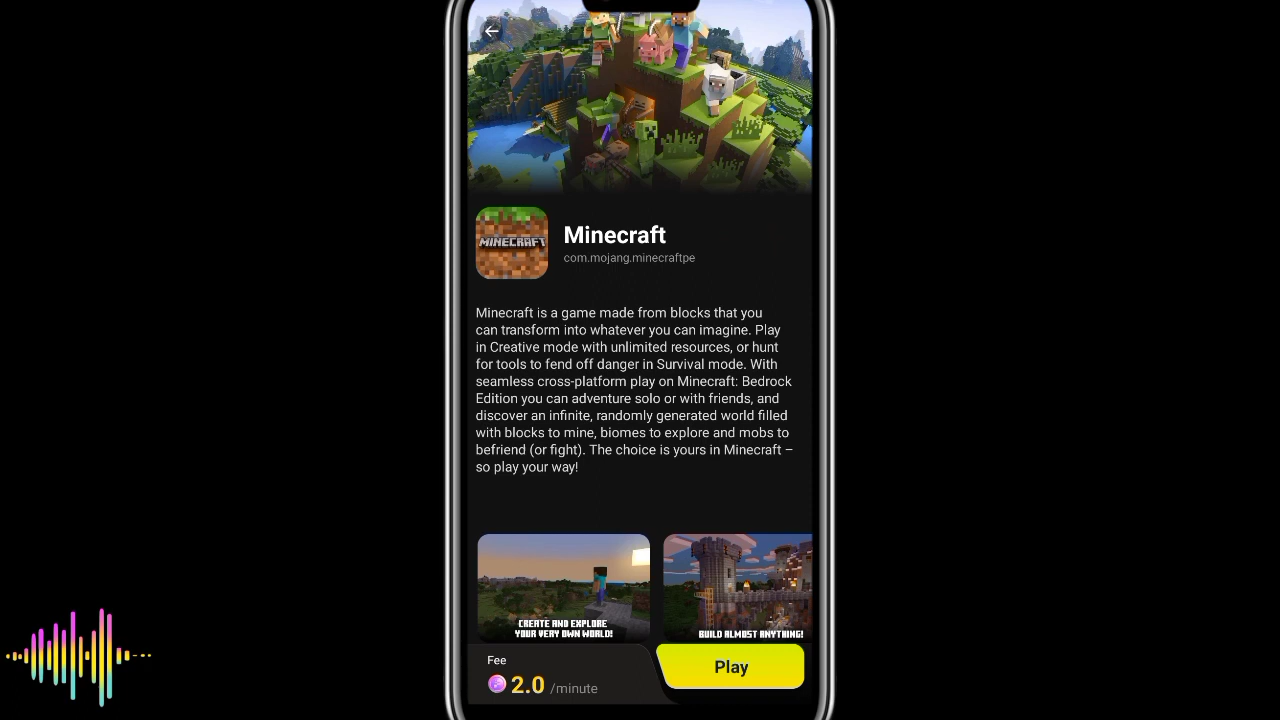 MINECRAFT
Minecraft
com.mojang.minecraftpe
Minecraft is a game made from blocks that you
can transform into whatever you can imagine. Play
in Creative mode with unlimited resources, or hunt
for tools to fend off danger in Survival mode. With
seamless cross-platform play on Minecraft: Bedrock
Edition you can adventure solo or with friends, and
discover an infinite, randomly generated world filled
with blocks to mine, biomes to explore and mobs to
befriend (or fight). The choice is yours in Minecraft –
so play your way!
CREATE AND EXPLORE
YOUR VERY OWN WORLD!
BUILD ALMOST ANYTHING!
Fee
2.0 /minute
Play